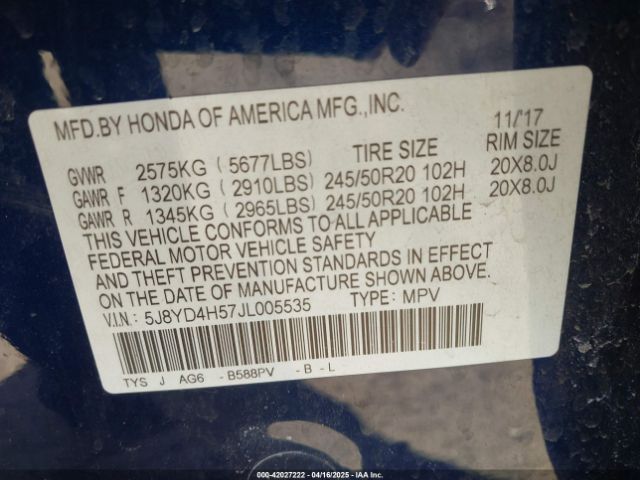 MFD.BY HONDA OF AMERICA MFG.,INC. 11/'17
GVWR 2575KG (5677LBS) TIRE SIZE RIM SIZE
GAWR F 1320KG (2910LBS) 245/50R20 102H 20X8.0J
GAWR R 1345KG (2965LBS) 245/50R20 102H 20X8.0J
THIS VEHICLE CONFORMS TO ALL APPLICABLE
FEDERAL MOTOR VEHICLE SAFETY
AND THEFT PREVENTION STANDARDS IN EFFECT
ON THE DATE OF MANUFACTURE SHOWN ABOVE.
V.I.N: 5J8YD4H57JL005535 TYPE: MPV
TYS J AG6 -B588PV -B -L
000-42027222 - 04/16/2025 - IAA Inc.